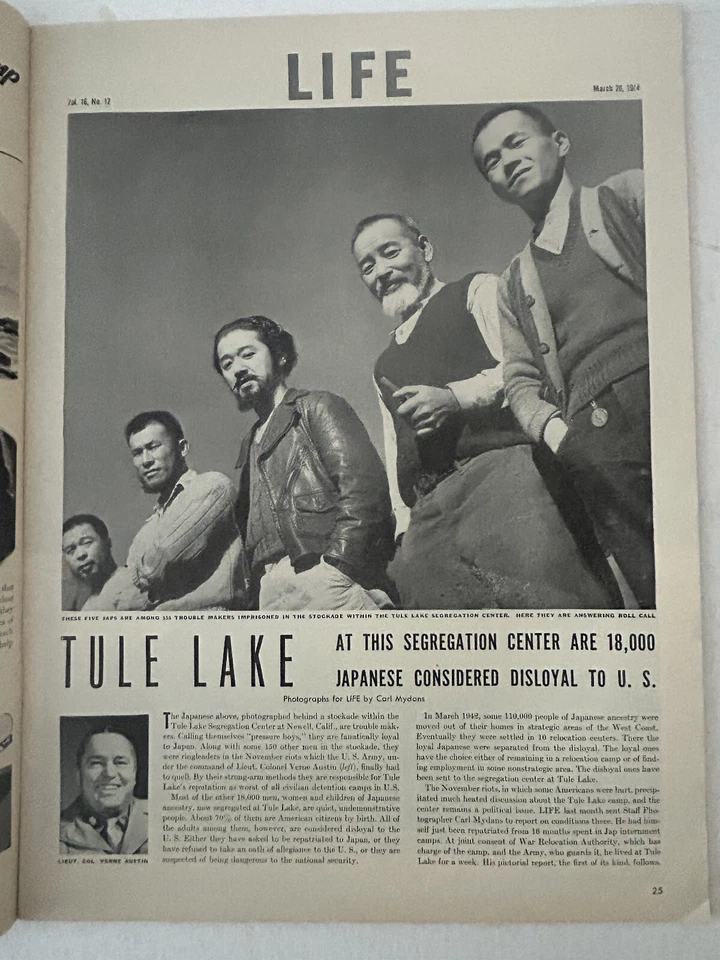 LIFE
Vol. 16, No. 12
March 20, 1944
THESE FIVE JAPS ARE AMONG 155 TROUBLE MAKERS IMPRISONED IN THE STOCKADE WITHIN THE TULE LAKE SEGREGATION CENTER. HERE THEY ARE ANSWERING ROLL CALL
TULE LAKE
AT THIS SEGREGATION CENTER ARE 18,000
JAPANESE CONSIDERED DISLOYAL TO U. S.
Photographs for LIFE by Carl Mydans
The Japanese above, photographed behind a stockade within the
Tule Lake Segregation Center at Newell, Calif., are trouble mak-
ers. Calling themselves "pressure boys," they are fanatically loyal
to Japan. Along with some 150 other men in the stockade, they
were ringleaders in the November riots which the U. S. Army, un-
der the command of Lieut. Colonel Verne Austin (left), finally had
to quell. By their strong-arm methods they are responsible for Tule
Lake's reputation as worst of all civilian detention camps in U.S.
Most of the other 18,000 men, women and children of Japanese
ancestry, now segregated at Tule Lake, are quiet, undemonstrative
people. About 70% of them are American citizens by birth. All of
the adults among them, however, are considered disloyal to the
U. S. Either they have asked to be repatriated to Japan, or they
have refused to take an oath of allegiance to the U. S., or they are
suspected of being dangerous to the national security.
LIEUT. COL. VERNE AUSTIN
In March 1942, some 110,000 people of Japanese ancestry were
moved out of their homes in strategic areas of the West Coast.
Eventually they were settled in 10 relocation centers. There the
loyal Japanese were separated from the disloyal. The loyal ones
have the choice either of remaining in a relocation camp or of find-
ing employment in some nonstrategic area. The disloyal ones have
been sent to the segregation center at Tule Lake.
The November riots, in which some Americans were hurt, precip-
itated much heated discussion about the Tule Lake camp, and the
center remains a political issue. LIFE last month sent Staff Pho-
tographer Carl Mydans to report on conditions there. He had him-
self just been repatriated from 16 months spent in Jap internment
camps. At joint consent of War Relocation Authority, which has
charge of the camp, and the Army, who guards it, he lived at Tule
Lake for a week. His pictorial report, the first of its kind, follows.
25